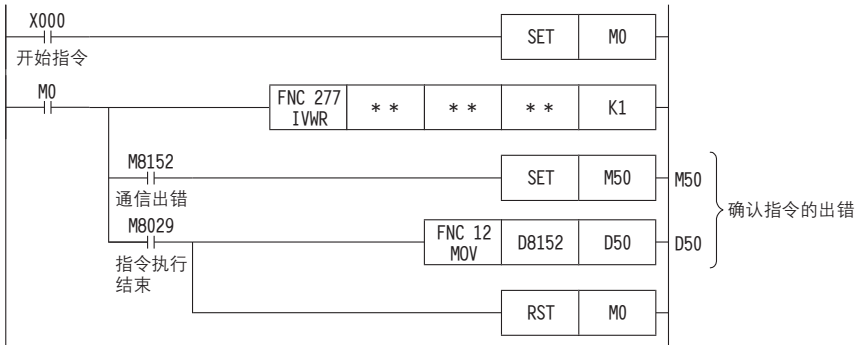 X000
开始指令
SET M0
M0
FNC 277
IVWR ** ** ** K1
M8152
通信出错
SET M50 M50
M8029
指令执行
结束
FNC 12
MOV D8152 D50 D50
确认指令的出错
RST M0